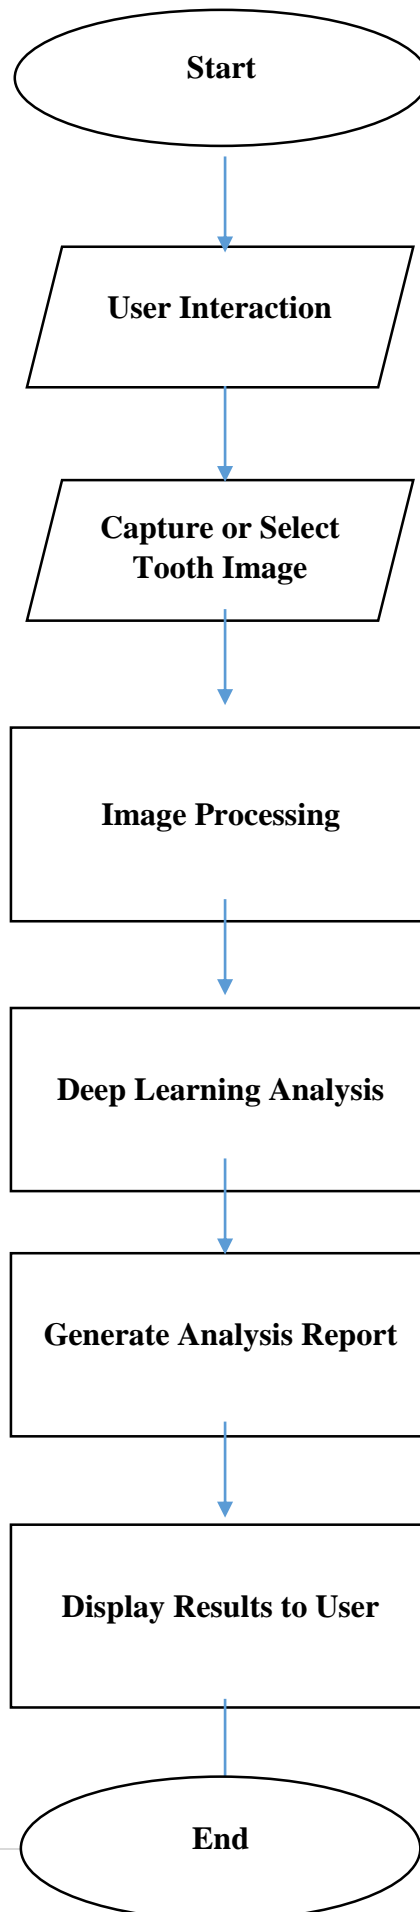 Start
User Interaction
Capture or Select
Tooth Image
Image Processing
Deep Learning Analysis
Generate Analysis Report
Display Results to User
End